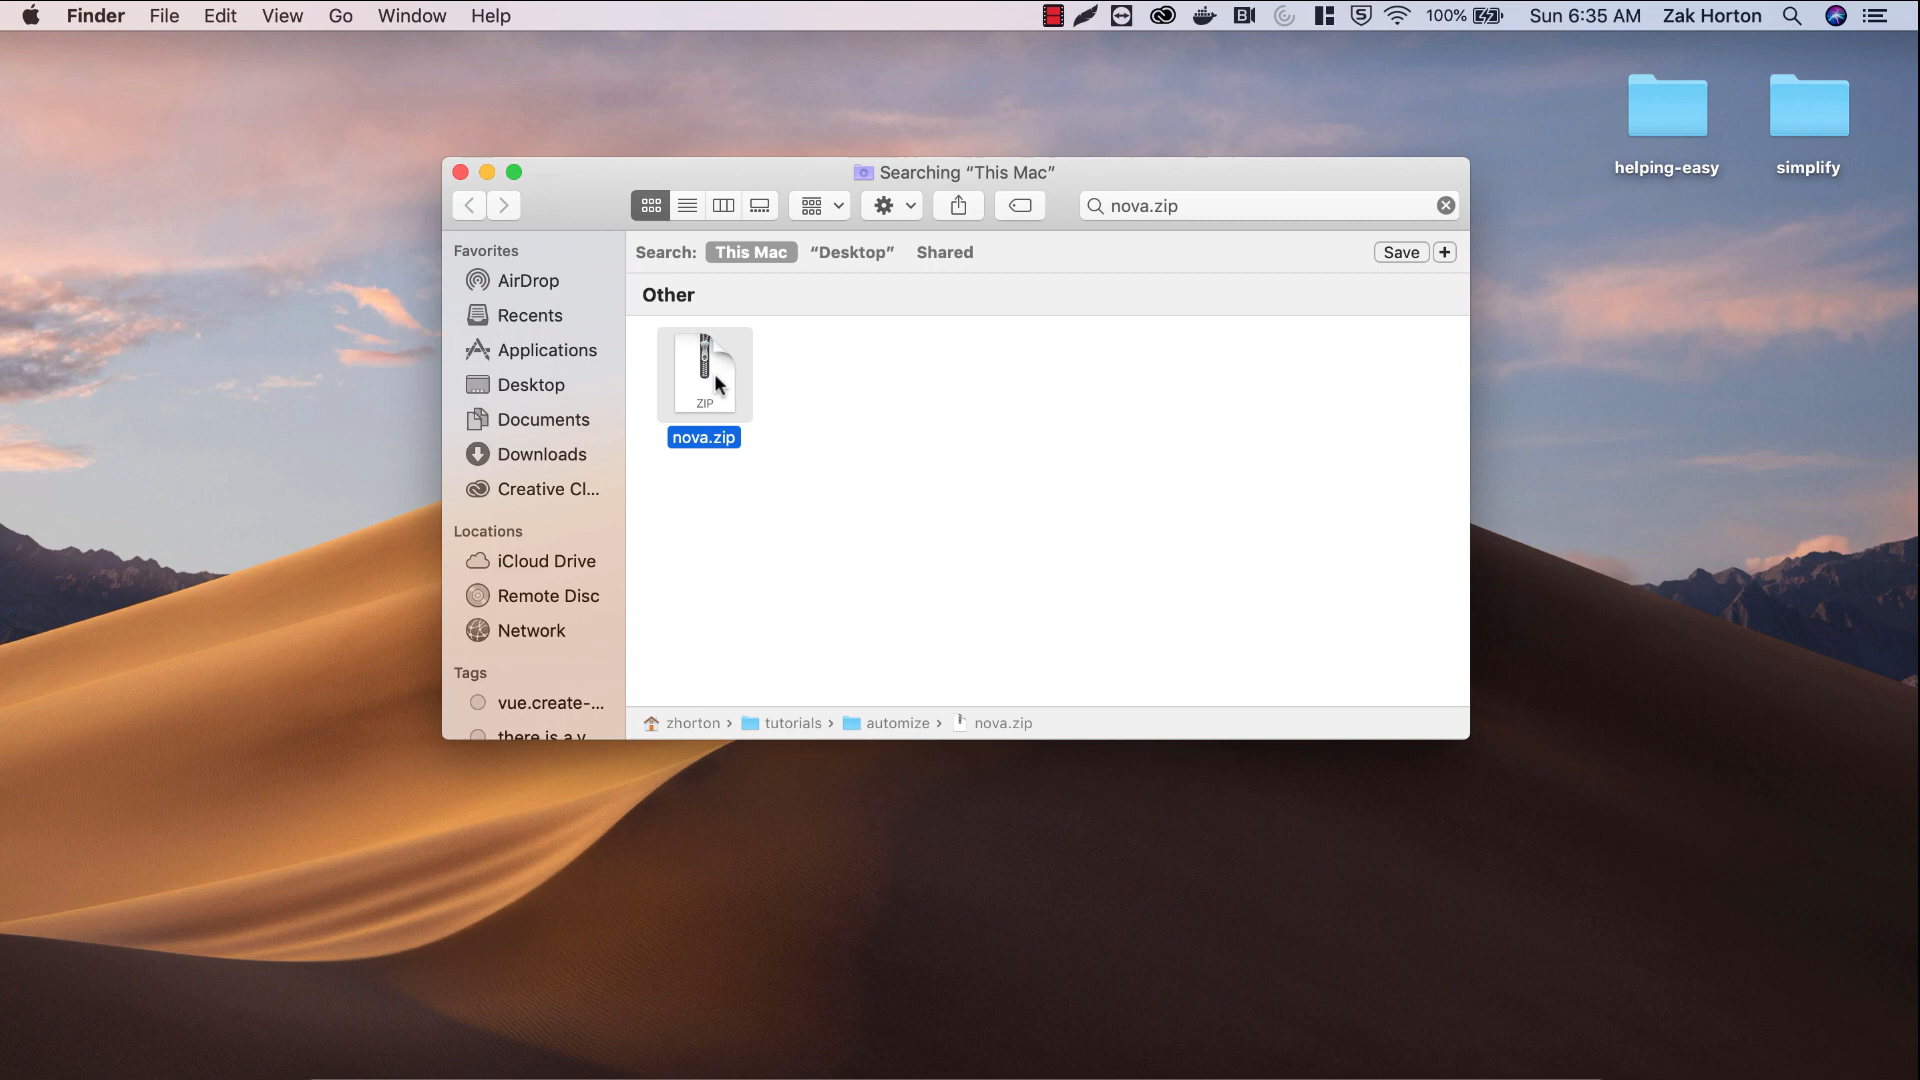 Finder File Edit View Go Window Help 100% Sun 6:35 AM Zak Horton
helping-easy simplify
Searching “This Mac”
nova.zip
Favorites
AirDrop
Recents
Applications
Desktop
Documents
Downloads
Creative Cl...
Locations
iCloud Drive
Remote Disc
Network
Tags
vue.create-...
there is a v
Search: This Mac “Desktop” Shared Save +
Other
ZIP
nova.zip
zhorton › tutorials › automize › nova.zip